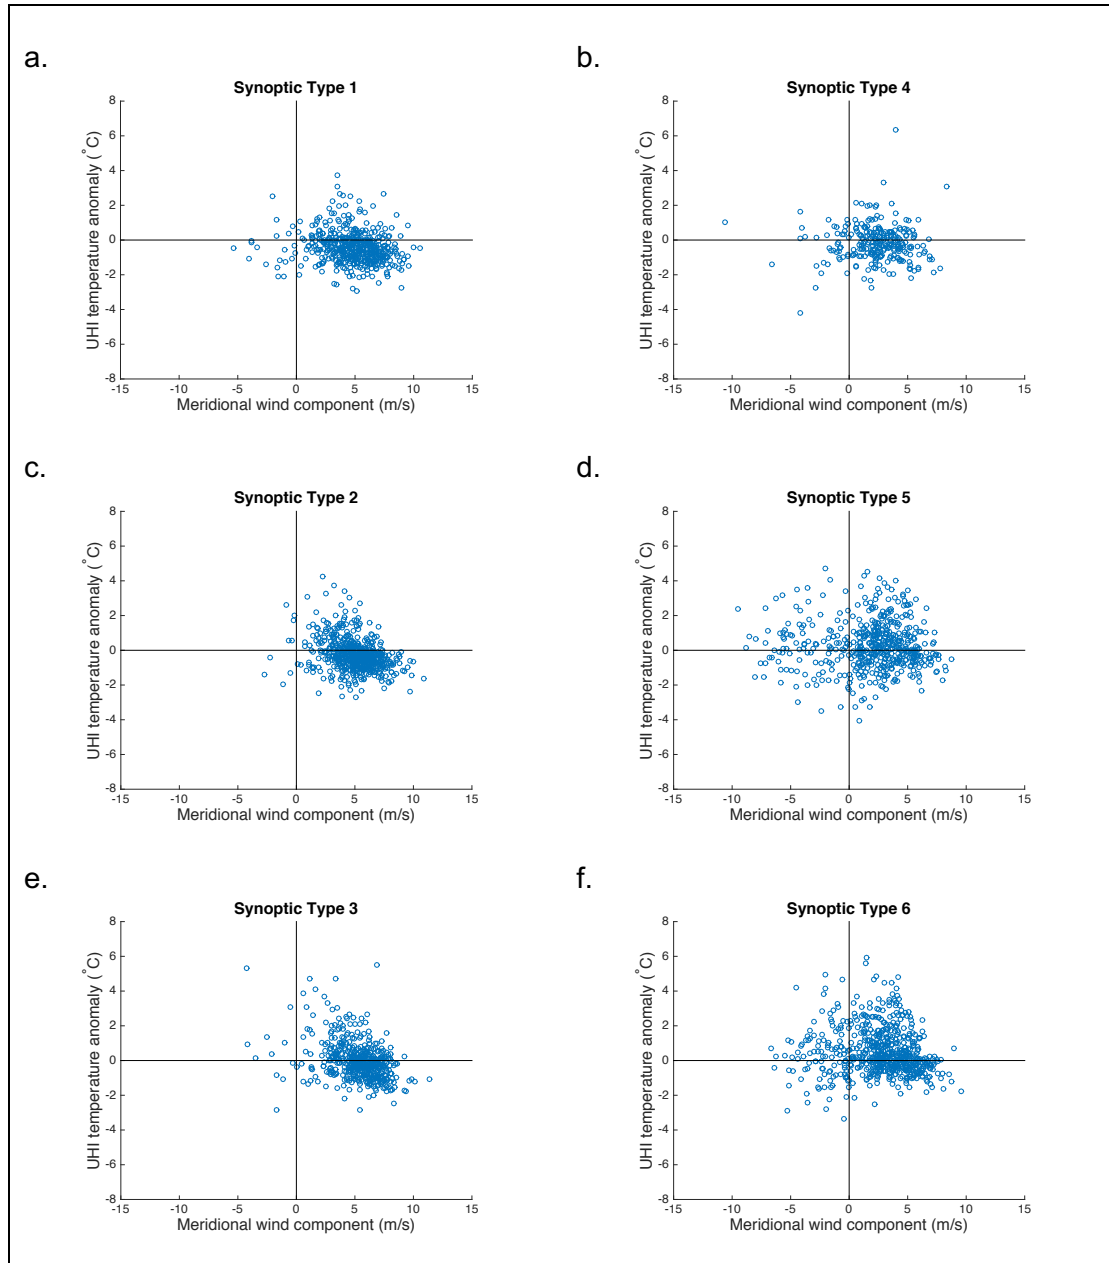 a.
Synoptic Type 1
UHI temperature anomaly (˚C)
8
6
4
2
0
-2
-4
-6
-8
-15 -10 -5 0 5 10 15
Meridional wind component (m/s)
b.
Synoptic Type 4
UHI temperature anomaly (˚C)
8
6
4
2
0
-2
-4
-6
-8
-15 -10 -5 0 5 10 15
Meridional wind component (m/s)
c.
Synoptic Type 2
UHI temperature anomaly (˚C)
8
6
4
2
0
-2
-4
-6
-8
-15 -10 -5 0 5 10 15
Meridional wind component (m/s)
d.
Synoptic Type 5
UHI temperature anomaly (˚C)
8
6
4
2
0
-2
-4
-6
-8
-15 -10 -5 0 5 10 15
Meridional wind component (m/s)
e.
Synoptic Type 3
UHI temperature anomaly (˚C)
8
6
4
2
0
-2
-4
-6
-8
-15 -10 -5 0 5 10 15
Meridional wind component (m/s)
f.
Synoptic Type 6
UHI temperature anomaly (˚C)
8
6
4
2
0
-2
-4
-6
-8
-15 -10 -5 0 5 10 15
Meridional wind component (m/s)